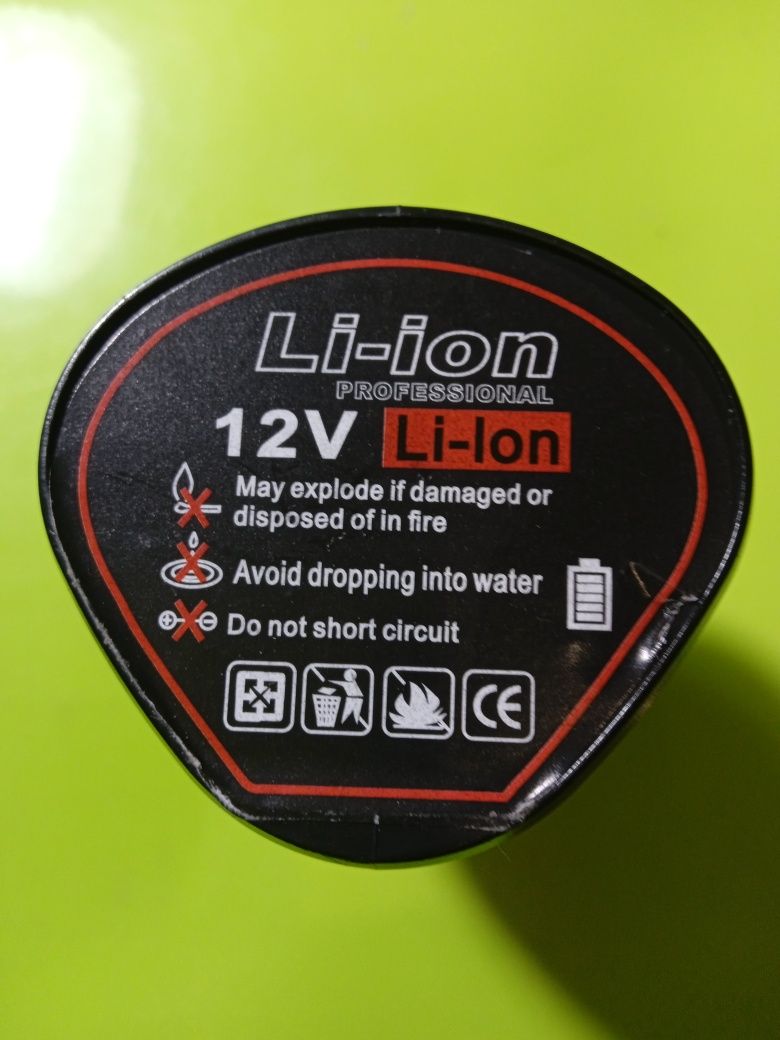 Li-ion
PROFESSIONAL
12V Li-Ion
May explode if damaged or
disposed of in fire
Avoid dropping into water
Do not short circuit
CE